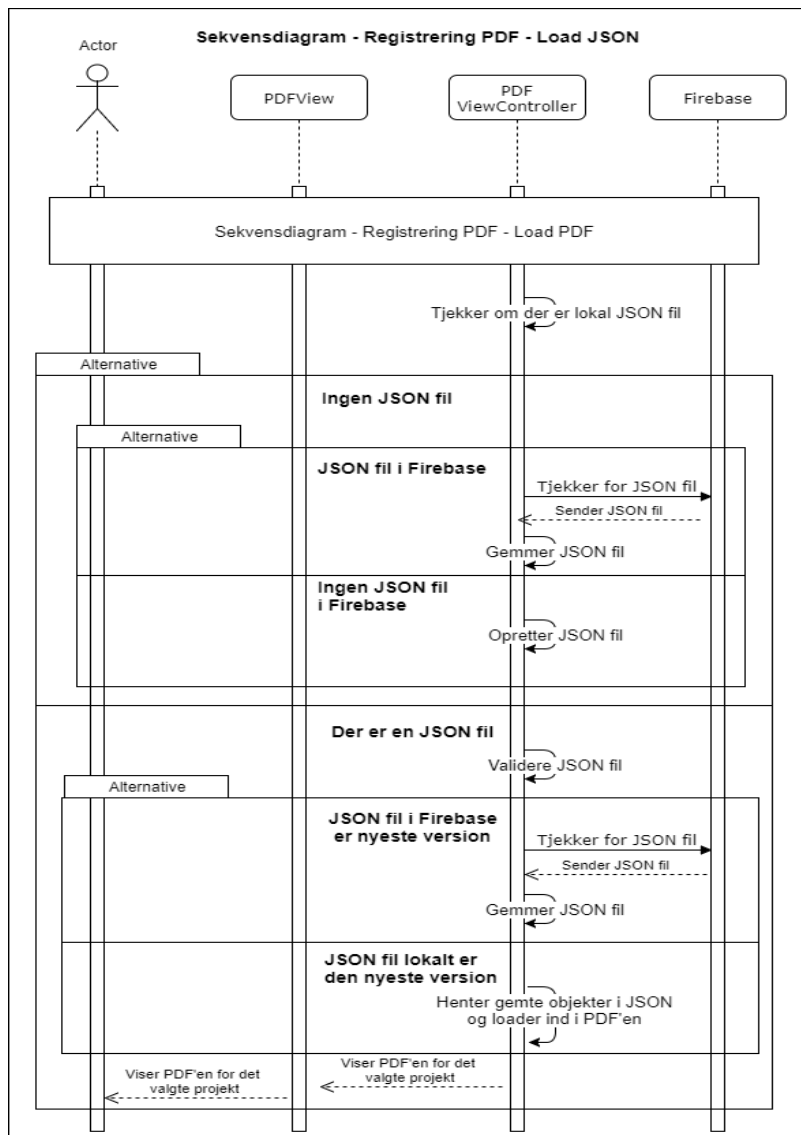 Sekvensdiagram - Registrering PDF - Load JSON
Actor
PDFView
PDF
ViewController
Firebase
Sekvensdiagram - Registrering PDF - Load PDF
Tjekker om der er lokal JSON fil
Alternative
Ingen JSON fil
Alternative
JSON fil i Firebase
Tjekker for JSON fil
Sender JSON fil
Gemmer JSON fil
Ingen JSON fil
i Firebase
Opretter JSON fil
Der er en JSON fil
Validere JSON fil
Alternative
JSON fil i Firebase
er nyeste version
Tjekker for JSON fil
Sender JSON fil
Gemmer JSON fil
JSON fil lokalt er
den nyeste version
Henter gemte objekter i JSON
og loader ind i PDF'en
Viser PDF'en for det
valgte projekt
Viser PDF'en for det
valgte projekt